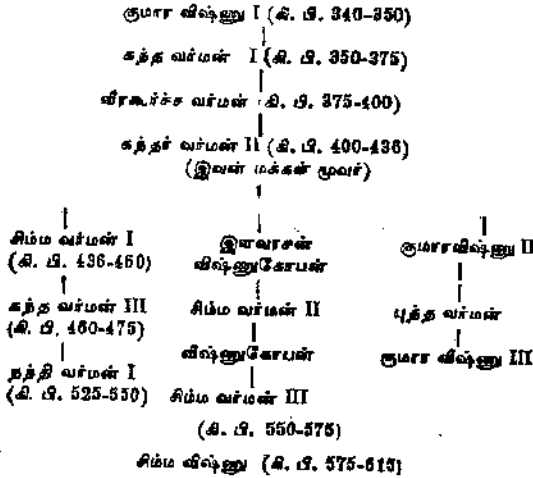 குமார விஷ்ணு I (கி. பி. 340-350)
கந்த வர்மன் I (கி. பி. 350-375)
வீரகூர்ச்ச வர்மன் கி. பி. 375-400)
கந்தர் வர்மன் II (கி. பி. 400-436)
(இவன் மக்கள் மூவர்)
சிம்ம வர்மன் I
(கி. பி. 436-460)
கந்த வர்மன் III
(கி. பி. 460-475)
நந்தி வர்மன் I
(கி. பி. 525-550)
இளவரசன்
விஷ்ணுகோபன்
சிம்ம வர்மன் II
விஷ்ணுகோபன்
சிம்ம வர்மன் III
(கி. பி. 550-575)
குமாரவிஷ்ணு II
புத்த வர்மன்
குமார விஷ்ணு III
சிம்ம விஷ்ணு (கி. பி. 575-615)